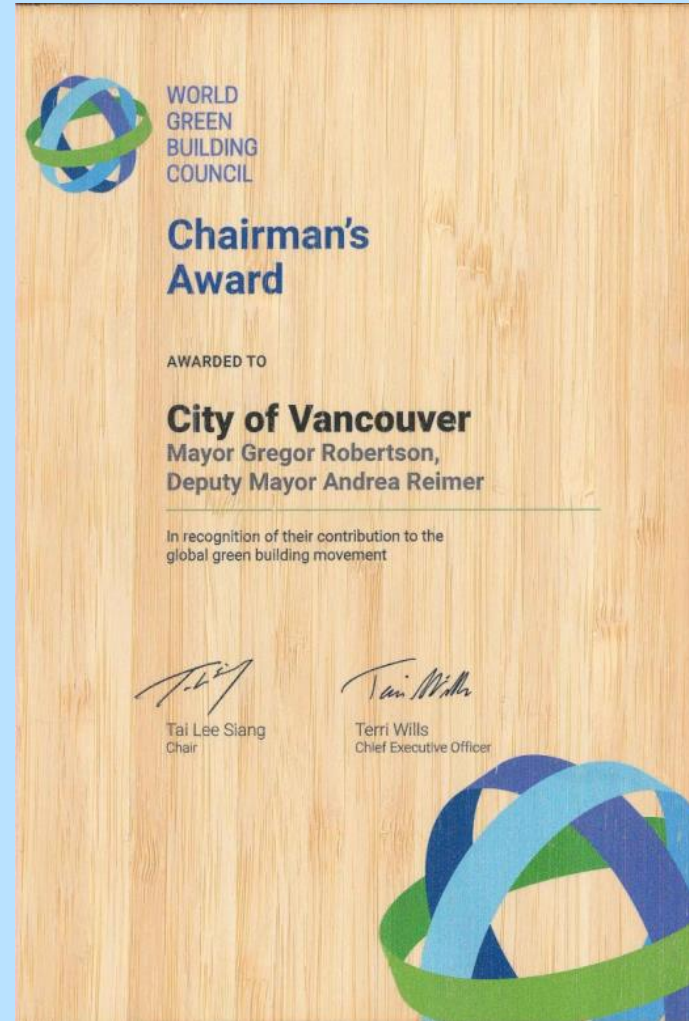 WORLD
GREEN
BUILDING
COUNCIL
Chairman's
Award
AWARDED TO
City of Vancouver
Mayor Gregor Robertson,
Deputy Mayor Andrea Reimer
In recognition of their contribution to the
global green building movement
Tai Lee Siang
Chair
Terri Wills
Terri Wills
Chief Executive Officer